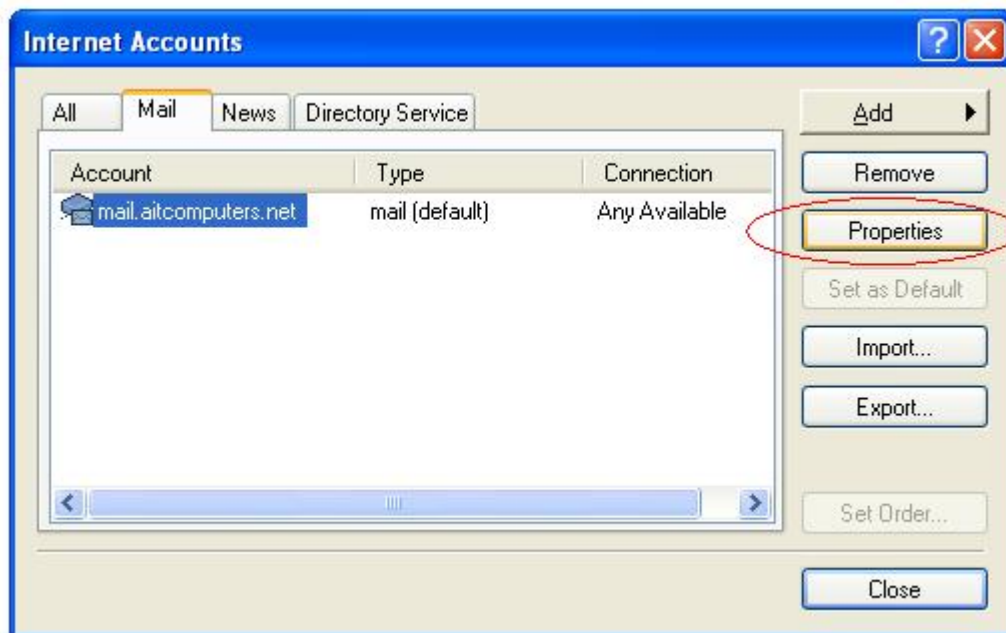 Internet Accounts
All Mail News Directory Service
Add
Account Type Connection
Remove
mail.aitcomputers.net mail (default) Any Available
Properties
Set as Default
Import...
Export...
Set Order...
Close